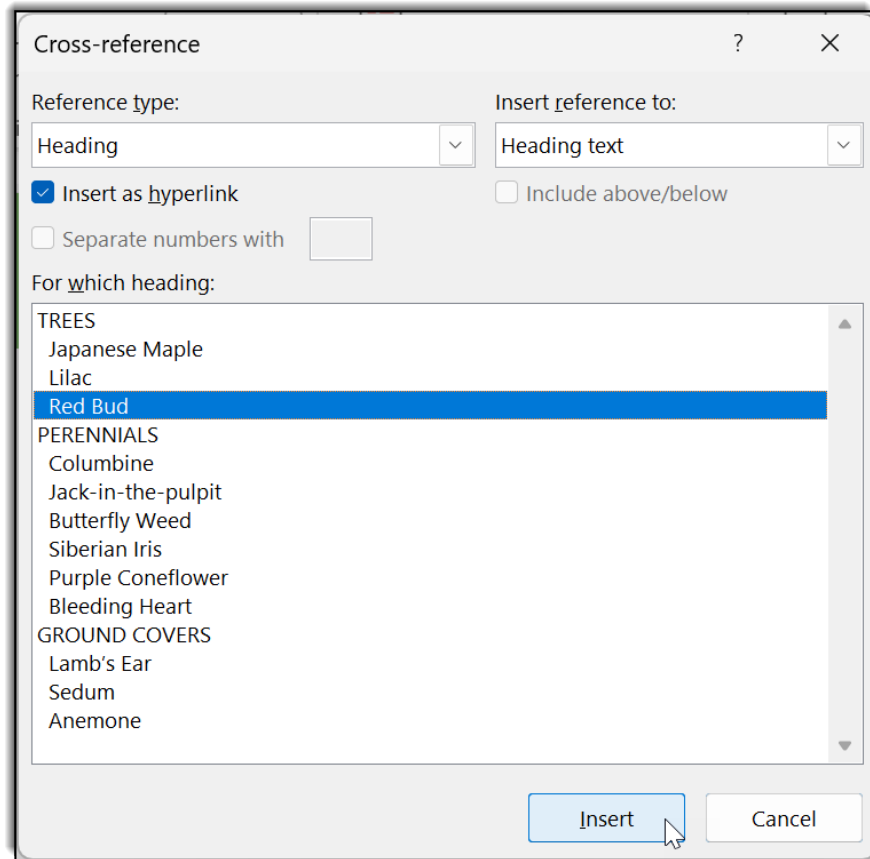 Cross-reference ?
Reference type: Insert reference to:
Heading Heading text
Insert as hyperlink Include above/below
Separate numbers with
For which heading:
TREES
Japanese Maple
Lilac
Red Bud
PERENNIALS
Columbine
Jack-in-the-pulpit
Butterfly Weed
Siberian Iris
Purple Coneflower
Bleeding Heart
GROUND COVERS
Lamb’s Ear
Sedum
Anemone
Insert Cancel